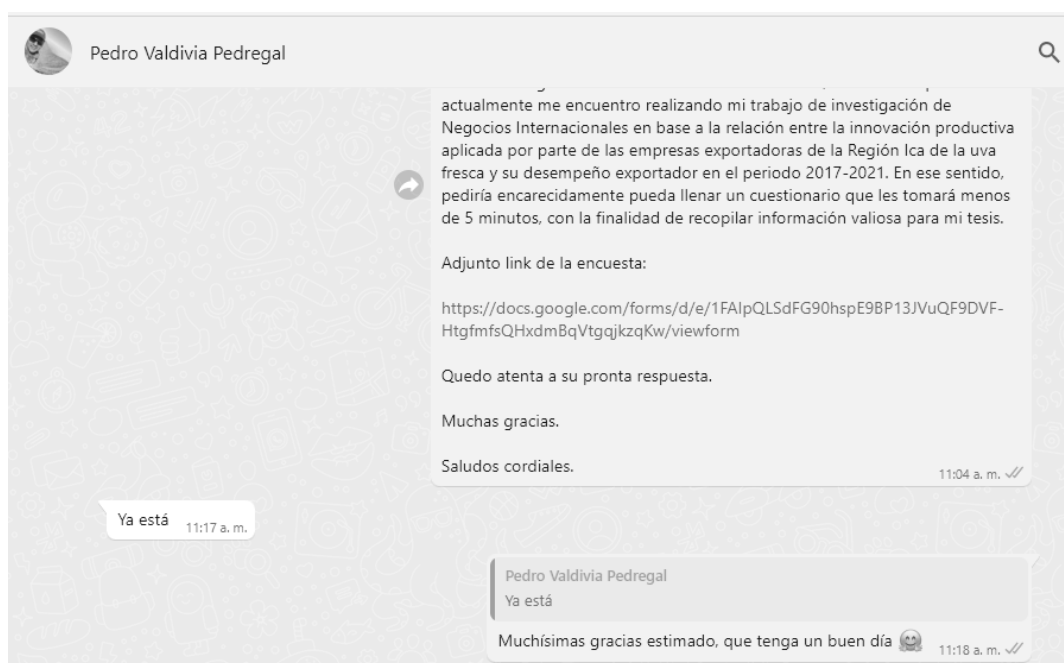 Pedro Valdivia Pedregal
actualmente me encuentro realizando mi trabajo de investigación de
Negocios Internacionales en base a la relación entre la innovación productiva
aplicada por parte de las empresas exportadoras de la Región Ica de la uva
fresca y su desempeño exportador en el periodo 2017-2021. En ese sentido,
pediría encarecidamente pueda llenar un cuestionario que les tomará menos
de 5 minutos, con la finalidad de recopilar información valiosa para mi tesis.
Adjunto link de la encuesta:
https://docs.google.com/forms/d/e/1FAIpQLSdFG90hspE9BP13JVuQF9DVF-
HtgfmfsQHxdmBqVtgqjkzqKw/viewform
Quedo atenta a su pronta respuesta.
Muchas gracias.
Saludos cordiales.
11:04 a. m.
Ya está 11:17 a. m.
Pedro Valdivia Pedregal
Ya está
Muchísimas gracias estimado, que tenga un buen día 🤗 11:18 a. m.